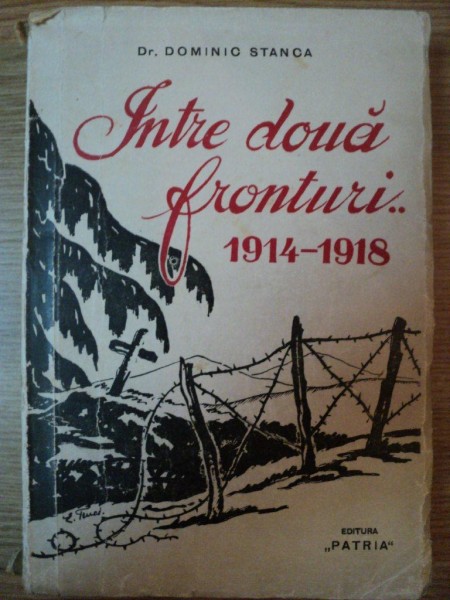 Dr. DOMINIC STANCA
Intre două
fronturi..
1914-1918
EDITURA
„PATRIA"